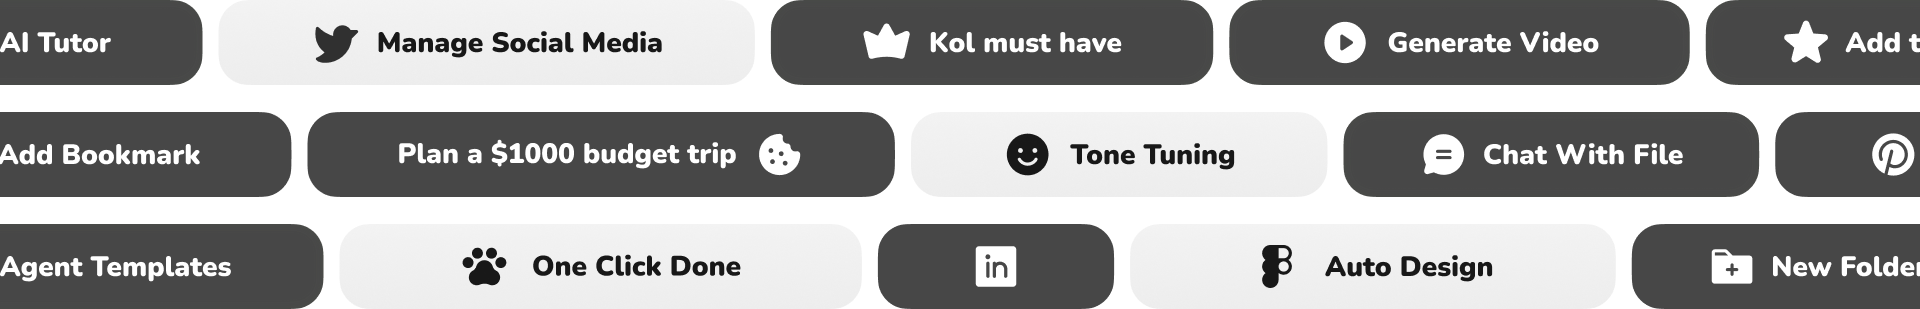 AI Tutor
Manage Social Media
Kol must have
Generate Video
Add t
Add Bookmark
Plan a $1000 budget trip
Tone Tuning
Chat With File
Agent Templates
One Click Done
in
Auto Design
New Folder